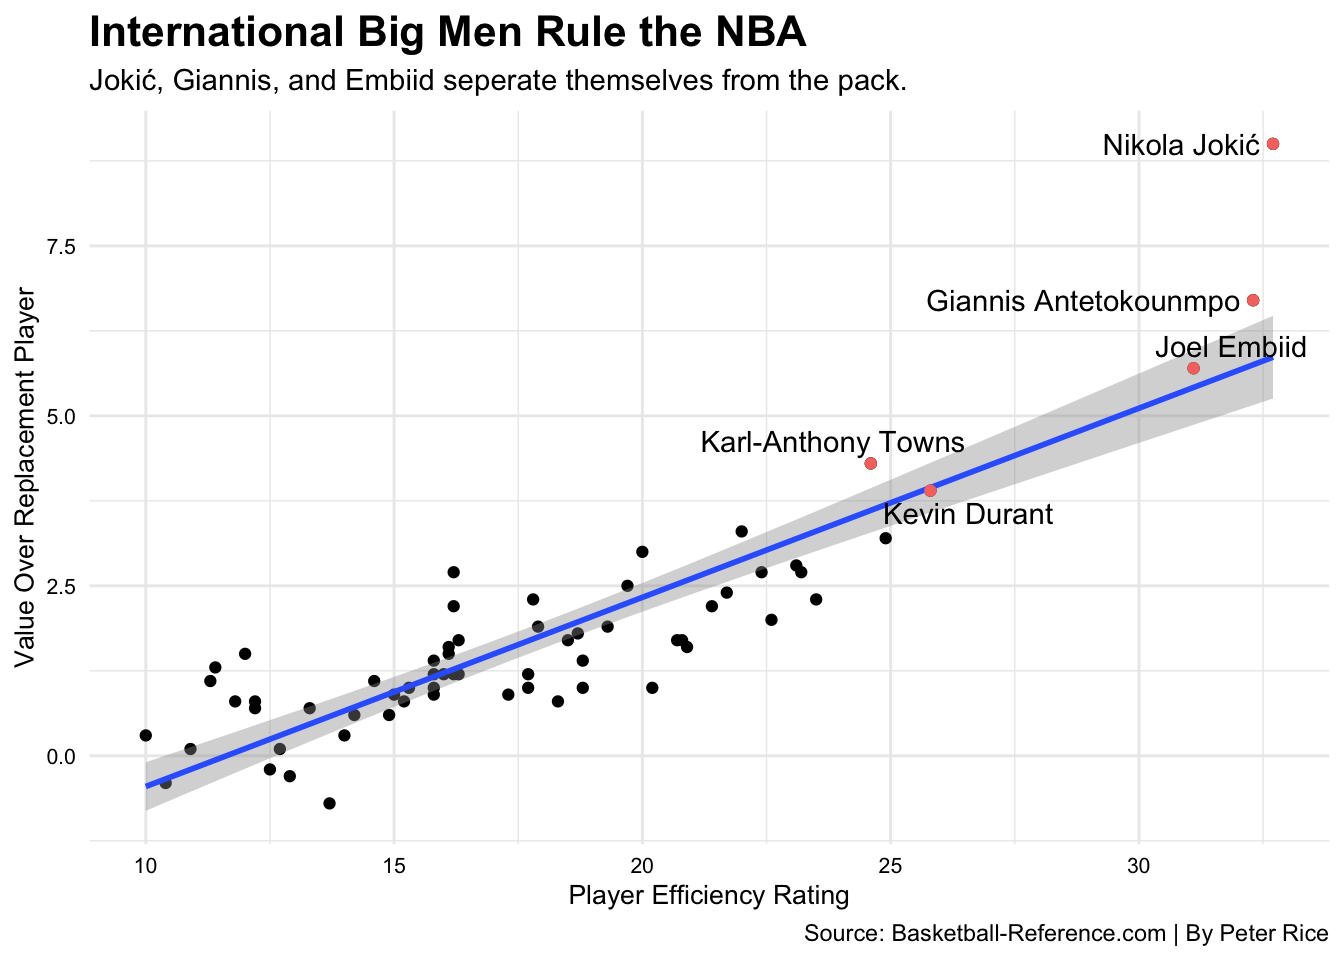 International Big Men Rule the NBA
Jokić, Giannis, and Embiid seperate themselves from the pack.
Nikola Jokić
7.5
Giannis Antetokounmpo
Joel Embiid
5.0
Karl-Anthony Towns
Kevin Durant
Value Over Replacement Player
2.5
0.0
10 15 20 25 30
Player Efficiency Rating
Source: Basketball-Reference.com | By Peter Rice